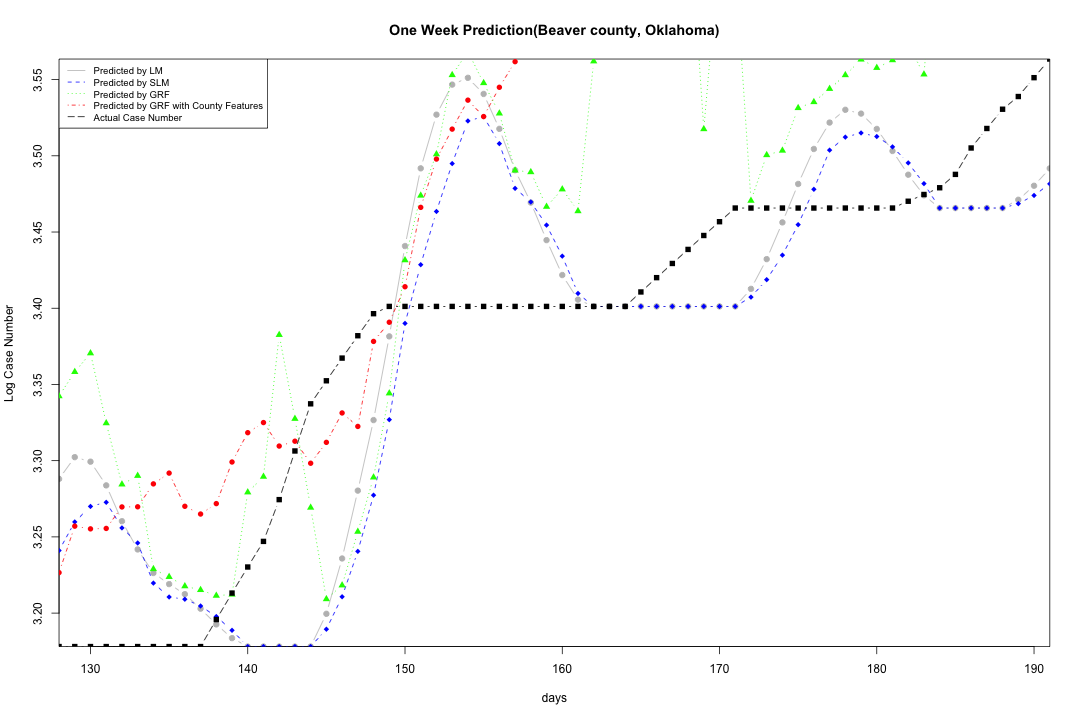 One Week Prediction(Beaver county, Oklahoma)
Predicted by LM
Predicted by SLM
Predicted by GRF
Predicted by GRF with County Features
Actual Case Number
3.55
3.50
3.45
3.40
3.35
3.30
3.25
3.20
Log Case Number
130 140 150 160 170 180 190
days